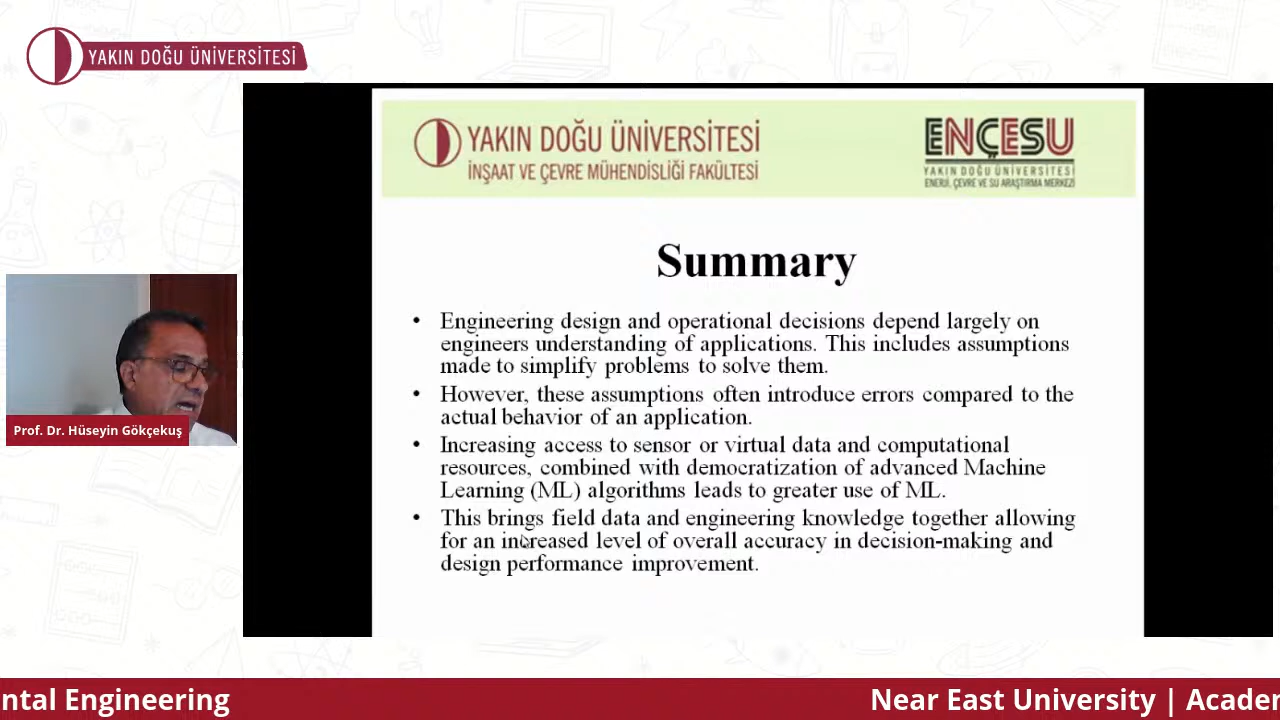 YAKIN DOĞU ÜNİVERSİTESİ
YAKIN DOĞU ÜNİVERSİTESİ
İNŞAAT VE ÇEVRE MÜHENDİSLİĞİ FAKÜLTESİ
ENÇESU
YAKIN DOĞU ÜNİVERSİTESİ
ENERJİ, ÇEVRE VE SU ARAŞTIRMA MERKEZİ
Summary
• Engineering design and operational decisions depend largely on
engineers understanding of applications. This includes assumptions
made to simplify problems to solve them.
• However, these assumptions often introduce errors compared to the
actual behavior of an application.
• Increasing access to sensor or virtual data and computational
resources, combined with democratization of advanced Machine
Learning (ML) algorithms leads to greater use of ML.
• This brings field data and engineering knowledge together allowing
for an increased level of overall accuracy in decision-making and
design performance improvement.
Prof. Dr. Hüseyin Gökçekuş
ntal Engineering
Near East University | Acader